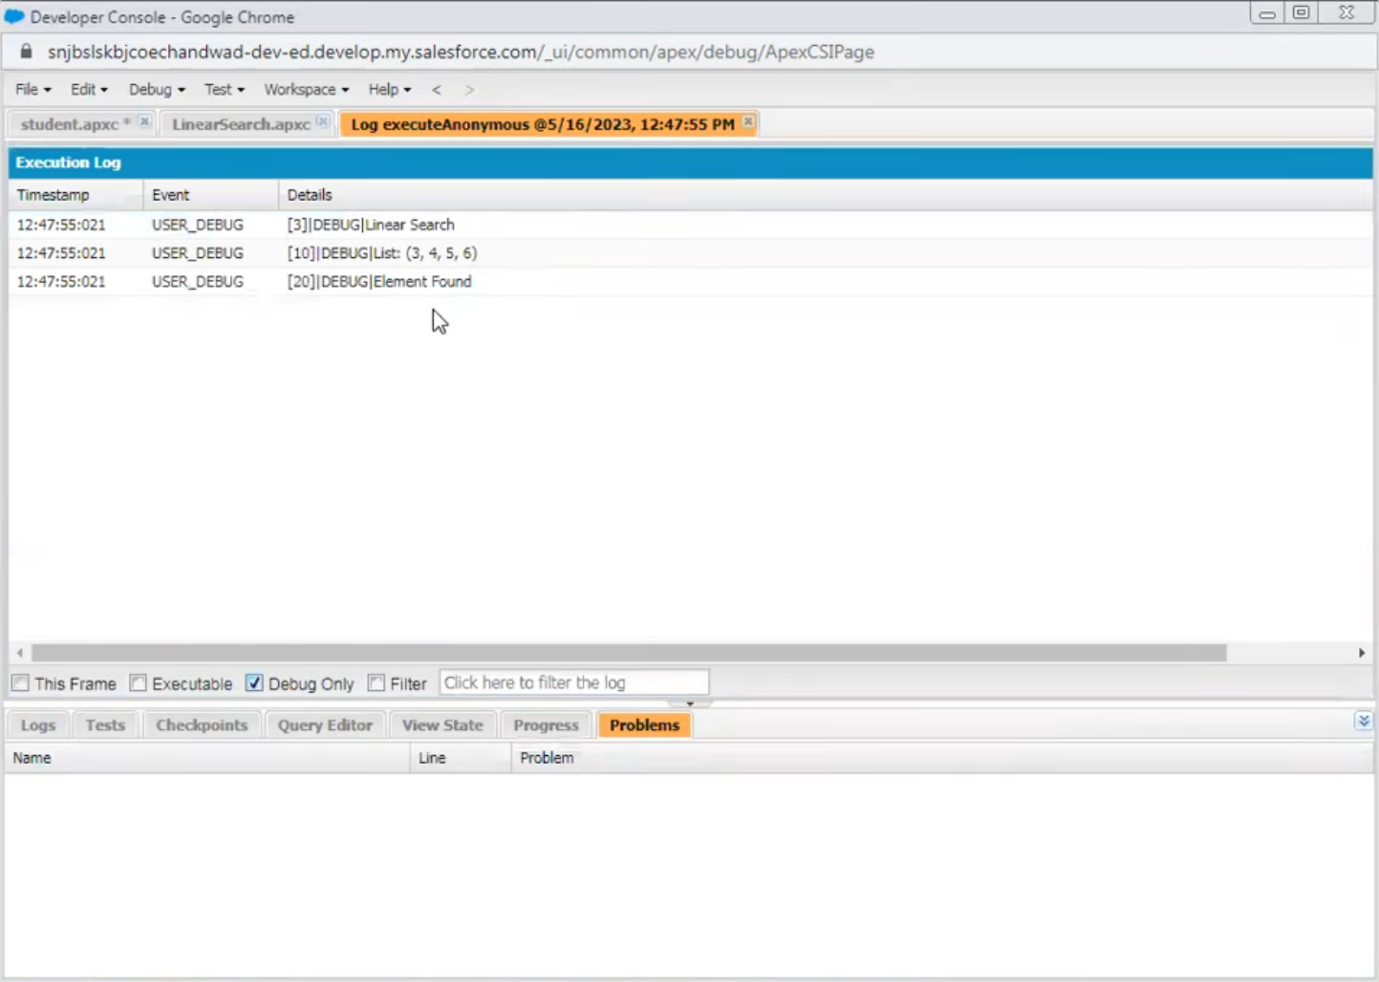 Developer Console - Google Chrome
snjbslskbjcoechandwad-dev-ed.develop.my.salesforce.com/_ui/common/apex/debug/ApexCSIPage
File Edit Debug Test Workspace Help < >
student.apxc * LinearSearch.apxc Log executeAnonymous @5/16/2023, 12:47:55 PM
Execution Log
Timestamp Event Details
12:47:55:021 USER_DEBUG [3]|DEBUG|Linear Search
12:47:55:021 USER_DEBUG [10]|DEBUG|List: (3, 4, 5, 6)
12:47:55:021 USER_DEBUG [20]|DEBUG|Element Found
This Frame Executable Debug Only Filter Click here to filter the log
Logs Tests Checkpoints Query Editor View State Progress Problems
Name Line Problem